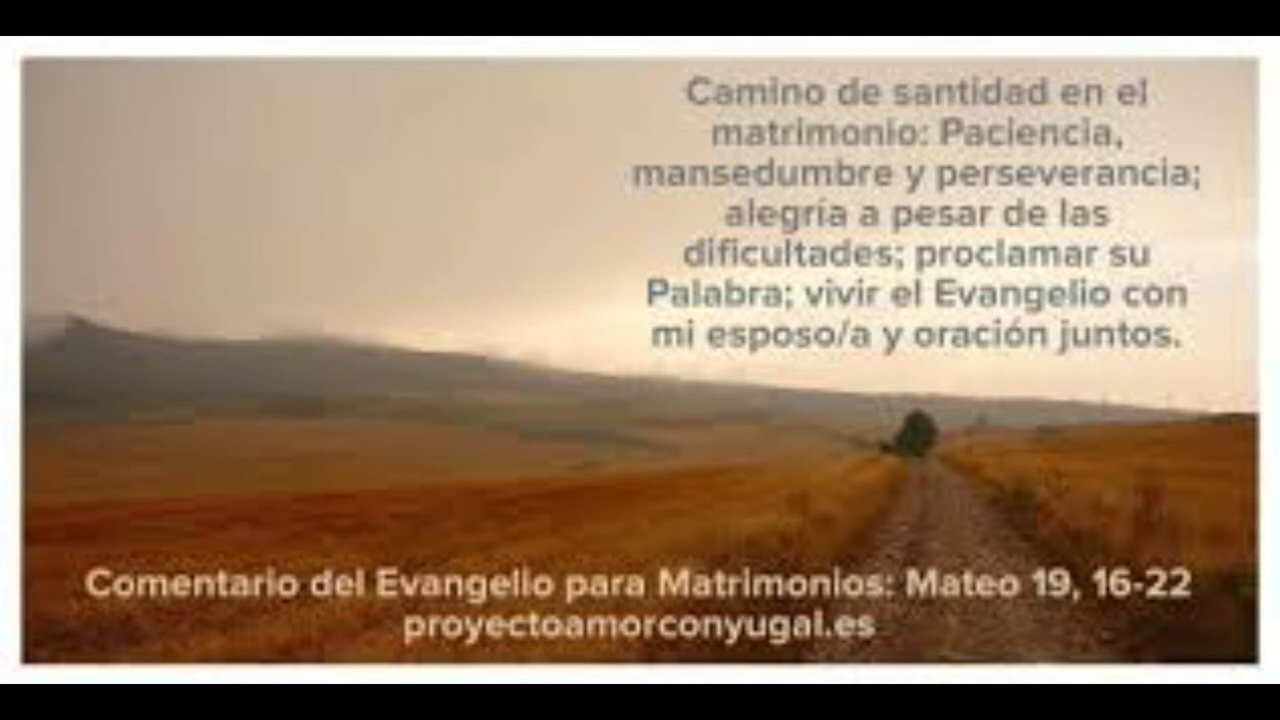 Camino de santidad en el
matrimonio: Paciencia,
mansedumbre y perseverancia;
alegría a pesar de las
dificultades; proclamar su
Palabra; vivir el Evangelio con
mi esposo/a y oración juntos.
Comentario del Evangelio para Matrimonios: Mateo 19, 16-22
proyectoamorconyugal.es